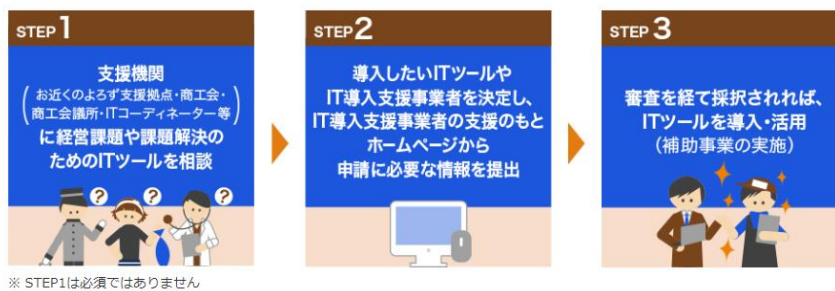 STEP1
支援機関
(お近くのよろず支援拠点・商工会・
商工会議所・ITコーディネーター等)
に経営課題や課題解決の
ためのITツールを相談
? ? ?
STEP2
導入したいITツールや
IT導入支援事業者を決定し、
IT導入支援事業者の支援のもと
ホームページから
申請に必要な情報を提出
STEP3
審査を経て採択されれば、
ITツールを導入・活用
(補助事業の実施)
※ STEP1は必須ではありません